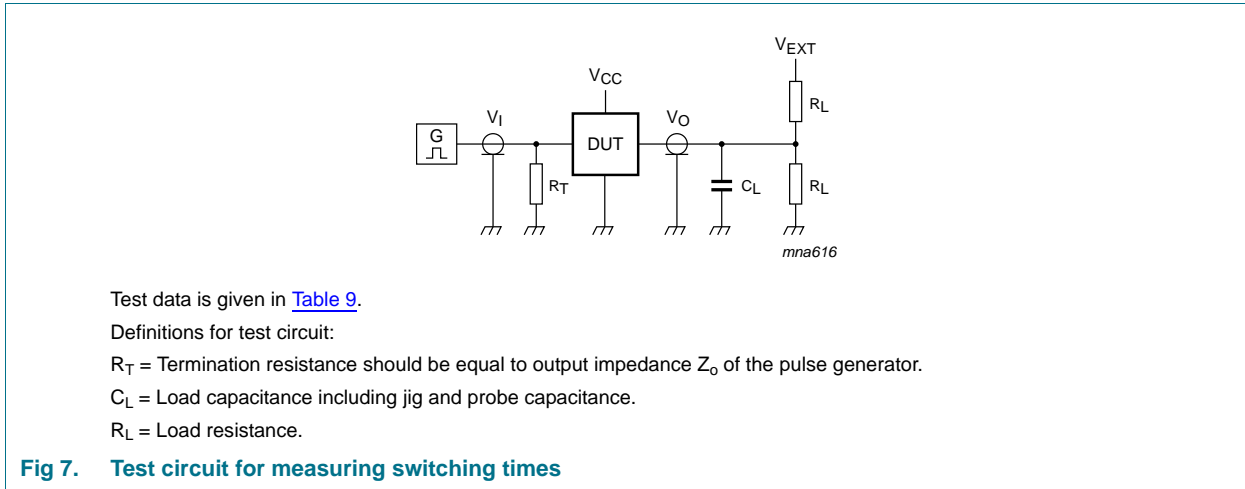 VEXT
VCC
RL
G
VI
DUT
VO
RT
CL
RL
mna616
Test data is given in Table 9.
Definitions for test circuit:
RT = Termination resistance should be equal to output impedance Zo of the pulse generator.
CL = Load capacitance including jig and probe capacitance.
RL = Load resistance.
Fig 7. Test circuit for measuring switching times